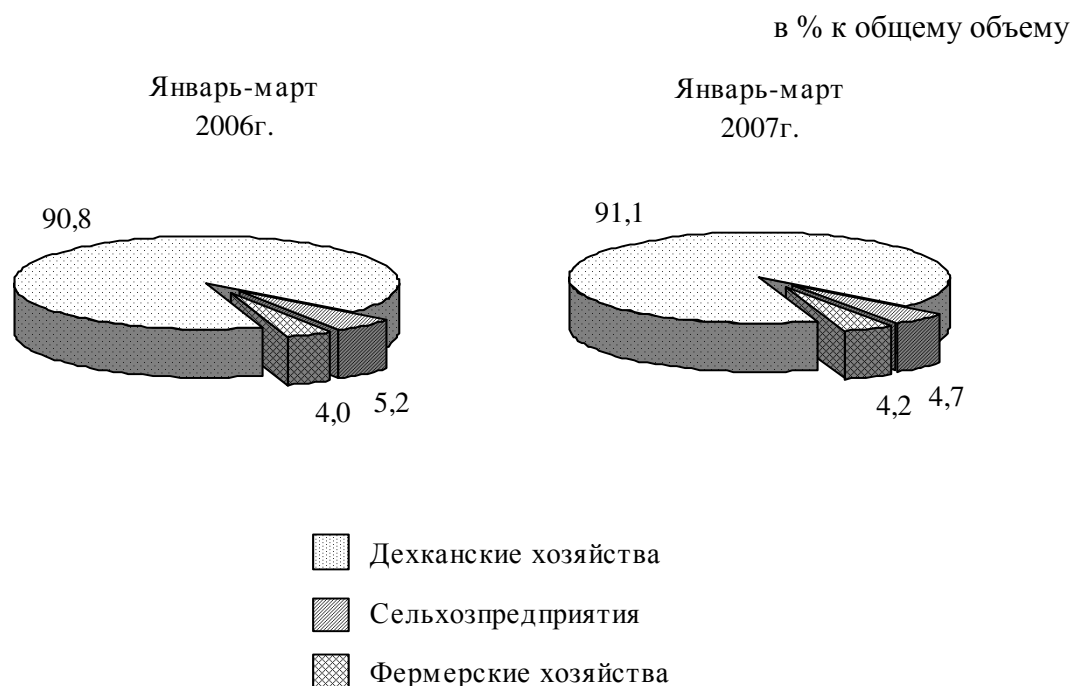 в % к общему объему
Январь-март
2006г.
Январь-март
2007г.
90,8
4,0
5,2
91,1
4,2
4,7
Дехканские хозяйства
Сельхозпредприятия
Фермерские хозяйства